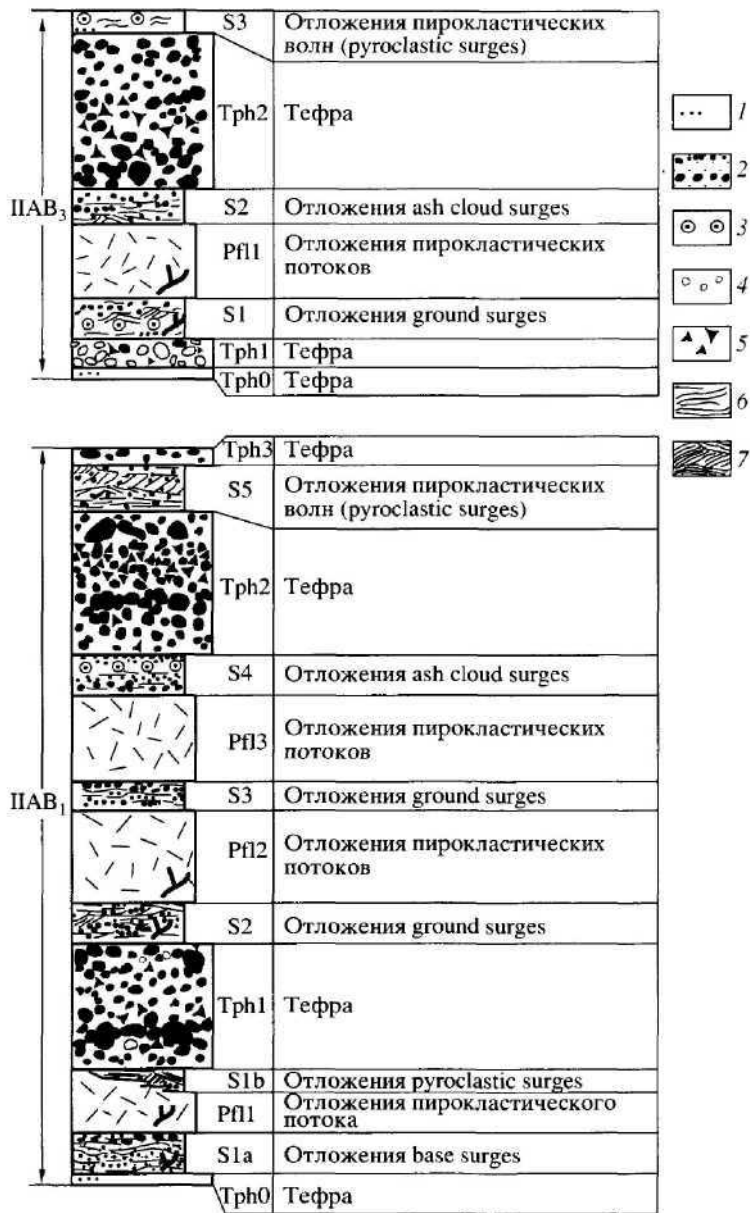 S3 Отложения пирокластических
волн (pyroclastic surges)
Tph2 Тефра
IIAB3
S2 Отложения ash cloud surges
Pfl1 Отложения пирокластических
потоков
S1 Отложения ground surges
Tph1 Тефра
Tph0 Тефра
1
2
3
4
5
6
7
Tph3 Тефра
S5 Отложения пирокластических
волн (pyroclastic surges)
Tph2 Тефра
S4 Отложения ash cloud surges
Pfl3 Отложения пирокластических
потоков
IIAB1
S3 Отложения ground surges
Pfl2 Отложения пирокластических
потоков
S2 Отложения ground surges
Tph1 Тефра
S1b Отложения pyroclastic surges
Pfl1 Отложения пирокластического
потока
S1a Отложения base surges
Tph0 Тефра